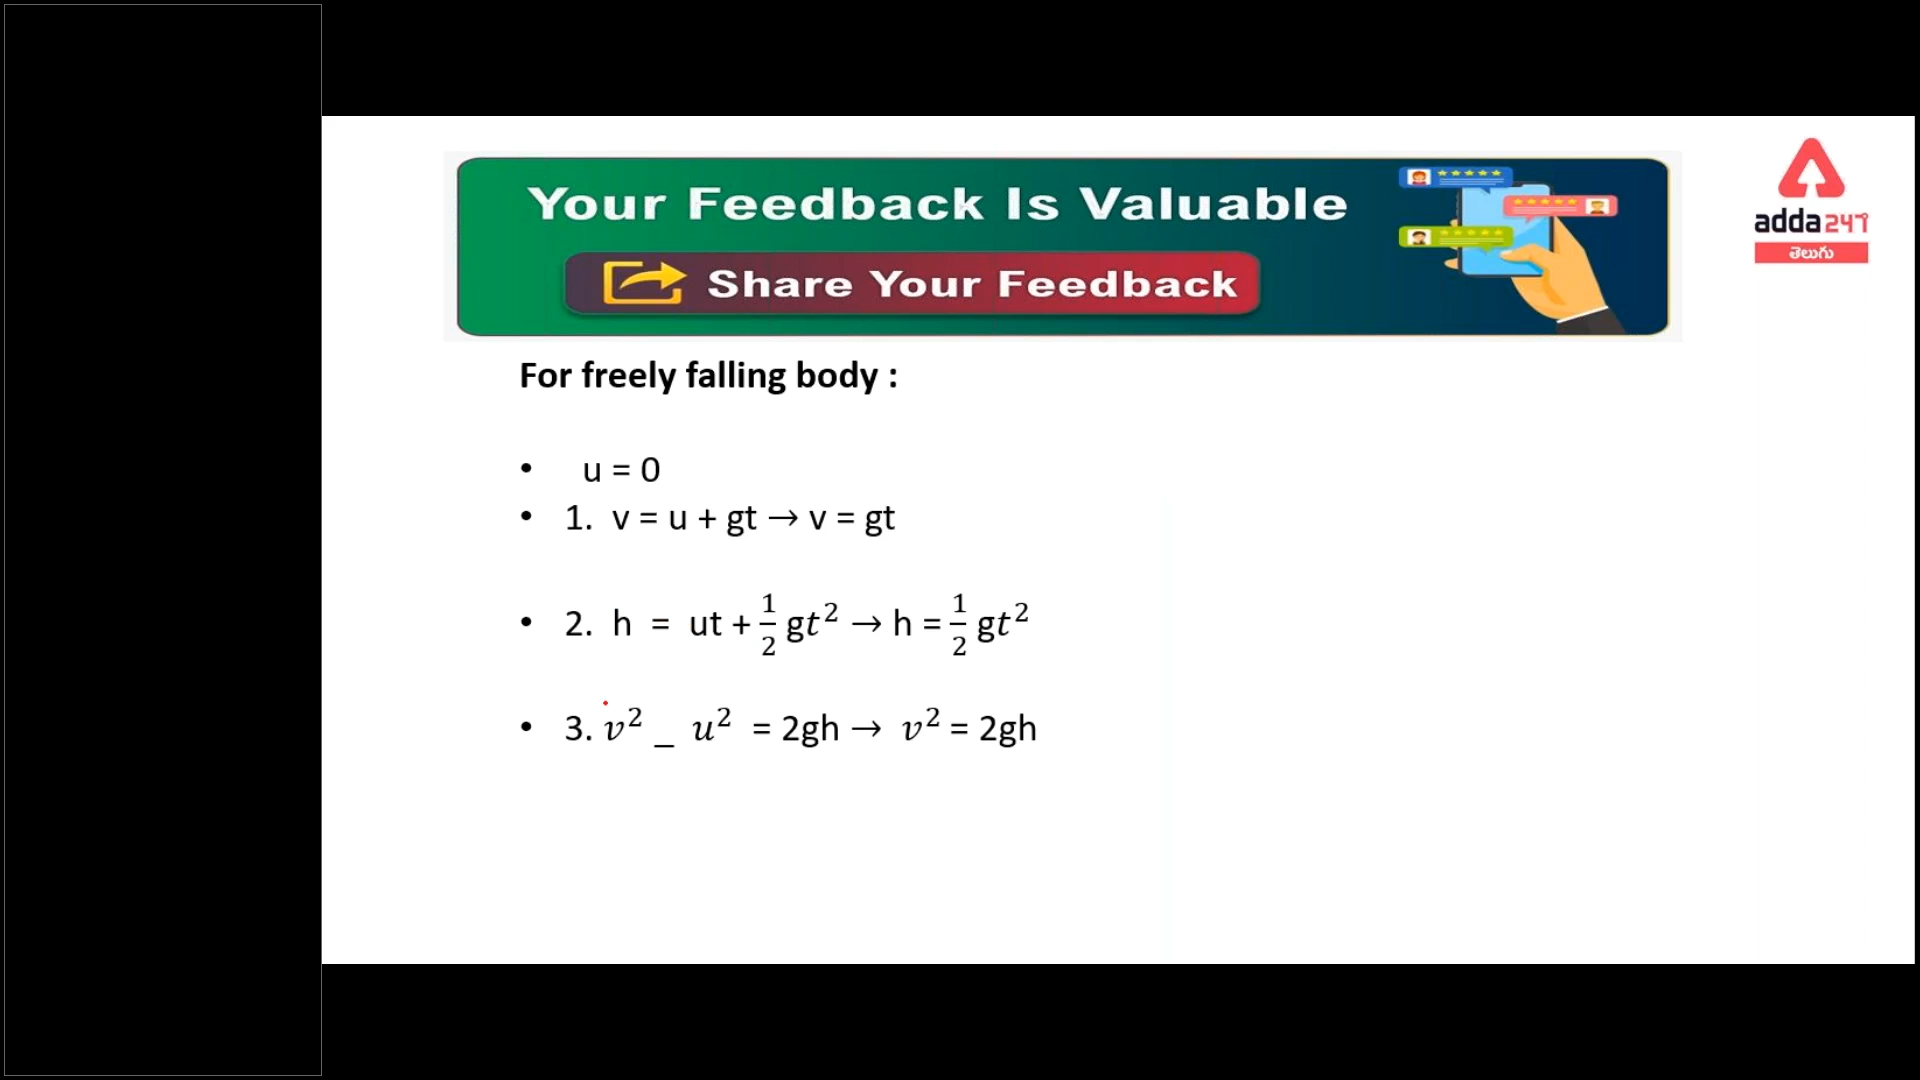 Your Feedback Is Valuable
Share Your Feedback
adda247
తెలుగు
For freely falling body :
• u = 0
• 1. v = u + gt → v = gt
• 2. h = ut + 1/2 gt² → h = 1/2 gt²
• 3. v² _ u² = 2gh → v² = 2gh